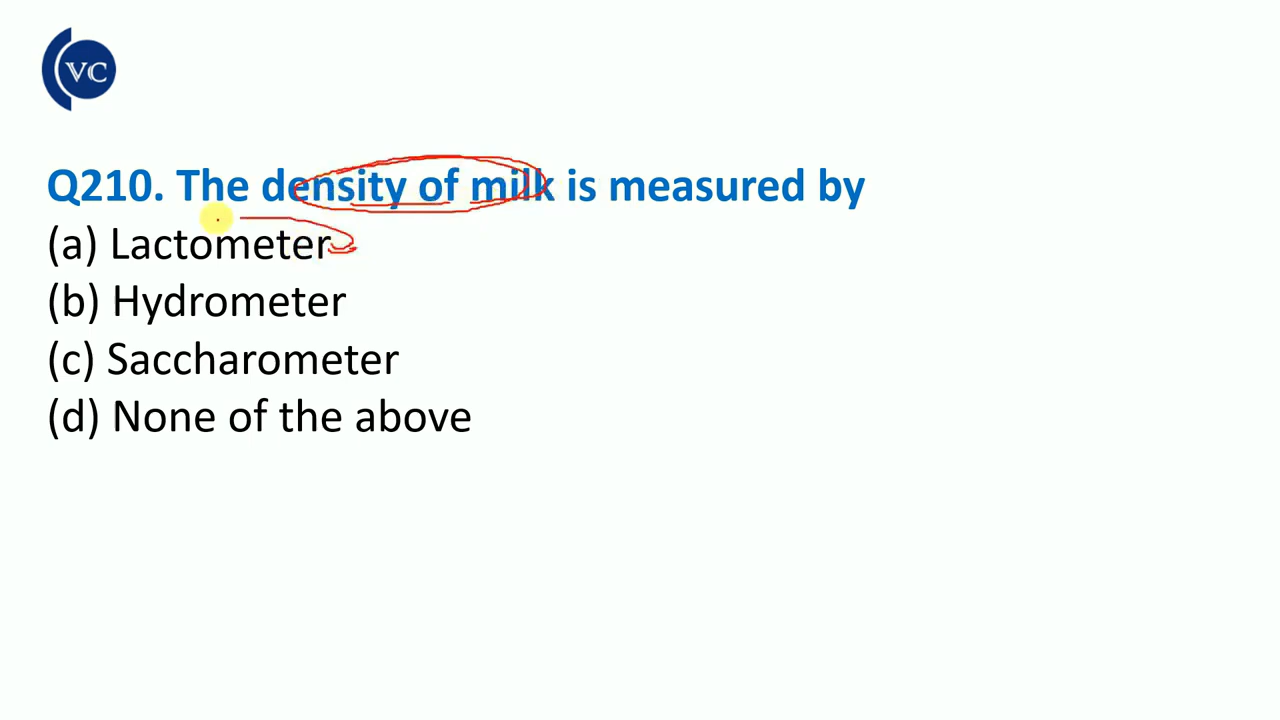 VC
Q210. The density of milk is measured by
(a) Lactometer
(b) Hydrometer
(c) Saccharometer
(d) None of the above